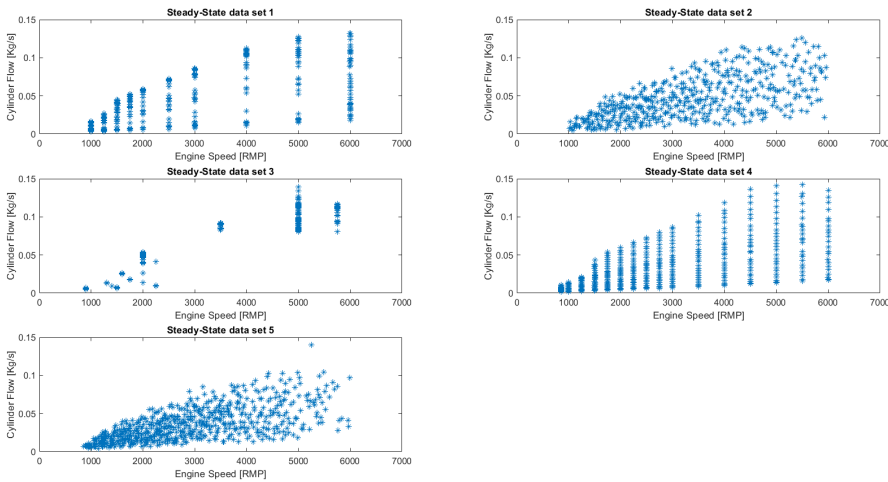 Steady-State data set 1
0.15
0.1
0.05
0
Cylinder Flow [Kg/s]
0 1000 2000 3000 4000 5000 6000 7000
Engine Speed [RMP]
Steady-State data set 2
0.15
0.1
0.05
0
Cylinder Flow [Kg/s]
0 1000 2000 3000 4000 5000 6000 7000
Engine Speed [RMP]
Steady-State data set 3
0.15
0.1
0.05
0
Cylinder Flow [Kg/s]
0 1000 2000 3000 4000 5000 6000 7000
Engine Speed [RMP]
Steady-State data set 4
0.15
0.1
0.05
0
Cylinder Flow [Kg/s]
0 1000 2000 3000 4000 5000 6000 7000
Engine Speed [RMP]
Steady-State data set 5
0.15
0.1
0.05
0
Cylinder Flow [Kg/s]
0 1000 2000 3000 4000 5000 6000 7000
Engine Speed [RMP]